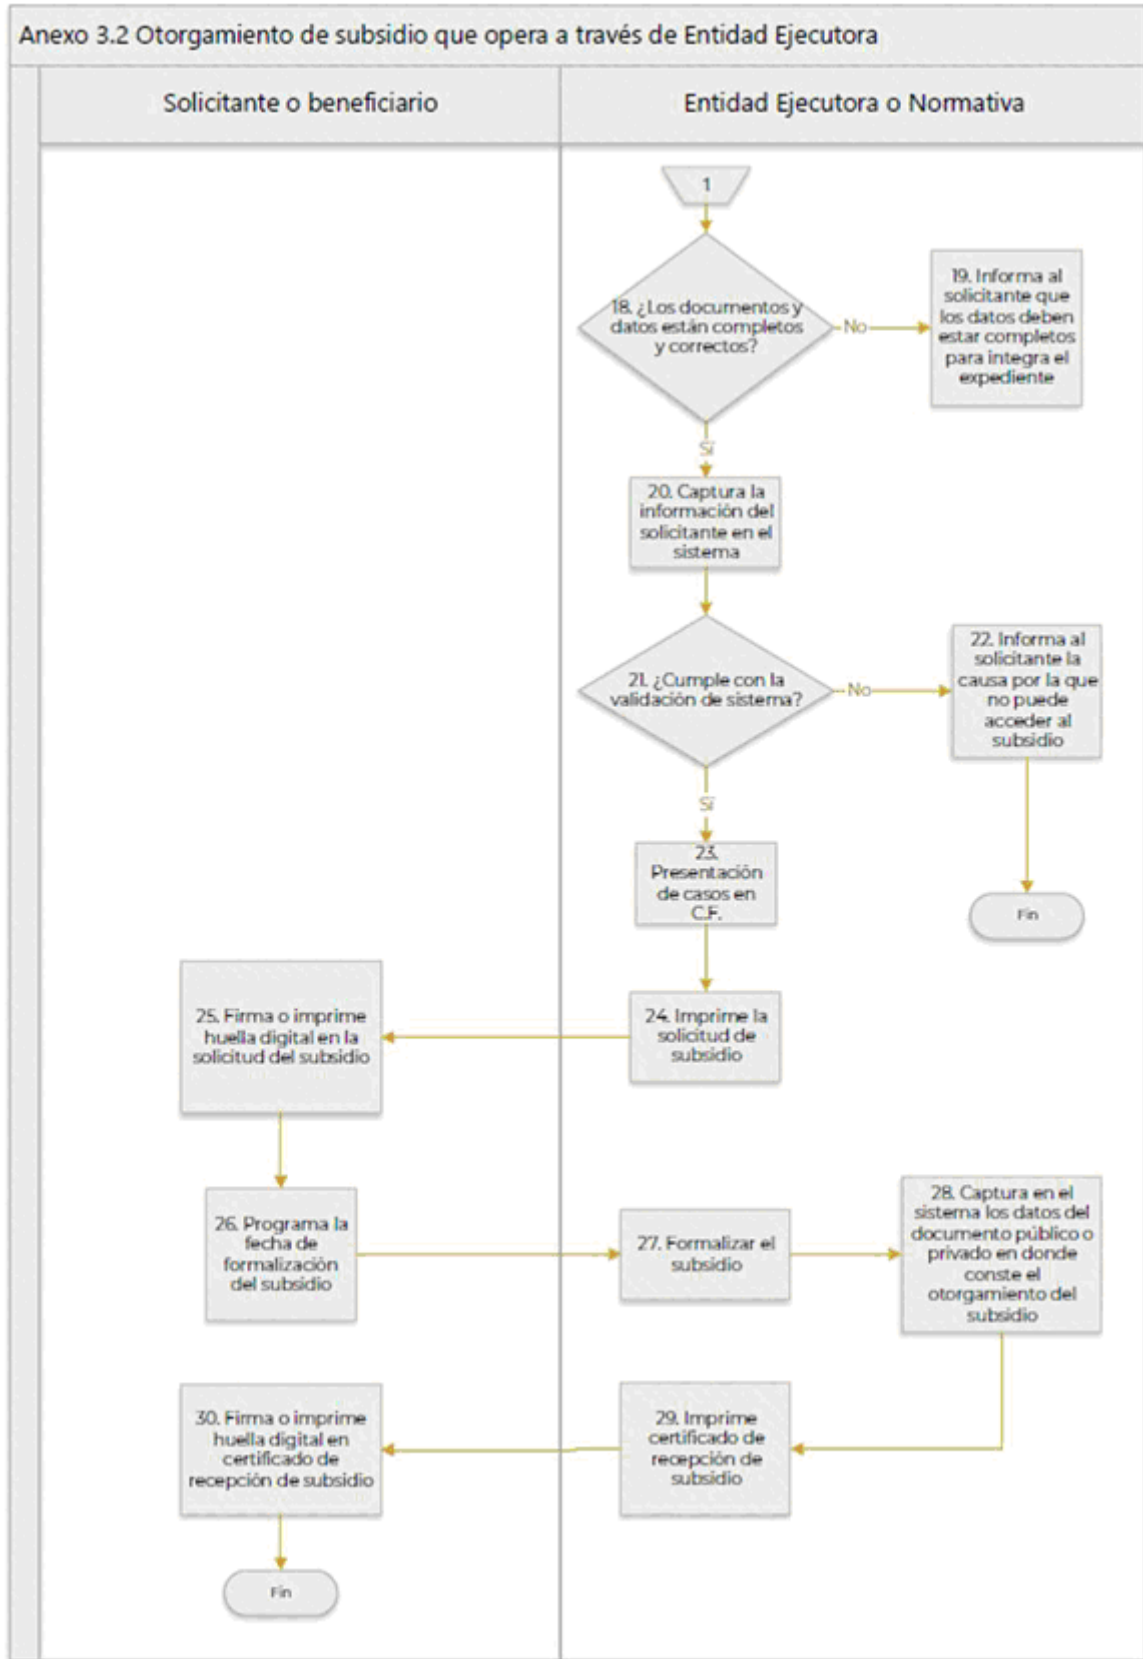 Anexo 3.2 Otorgamiento de subsidio que opera a través de Entidad Ejecutora
Solicitante o beneficiario
Entidad Ejecutora o Normativa
1
18. ¿Los documentos y
datos están completos
y correctos?
No
19. Informa al
solicitante que
los datos deben
estar completos
para integra el
expediente
Sí
20. Captura la
información del
solicitante en el
sistema
21. ¿Cumple con la
validación de sistema?
No
22. Informa al
solicitante la
causa por la que
no puede
acceder al
subsidio
Sí
23.
Presentación
de casos en
C.F.
Fin
24. Imprime la
solicitud de
subsidio
25. Firma o imprime
huella digital en la
solicitud del subsidio
26. Programa la
fecha de
formalización
del subsidio
27. Formalizar el
subsidio
28. Captura en el
sistema los datos del
documento público o
privado en donde
conste el
otorgamiento del
subsidio
29. Imprime
certificado de
recepción de
subsidio
30. Firma o imprime
huella digital en
certificado de
recepción de subsidio
Fin